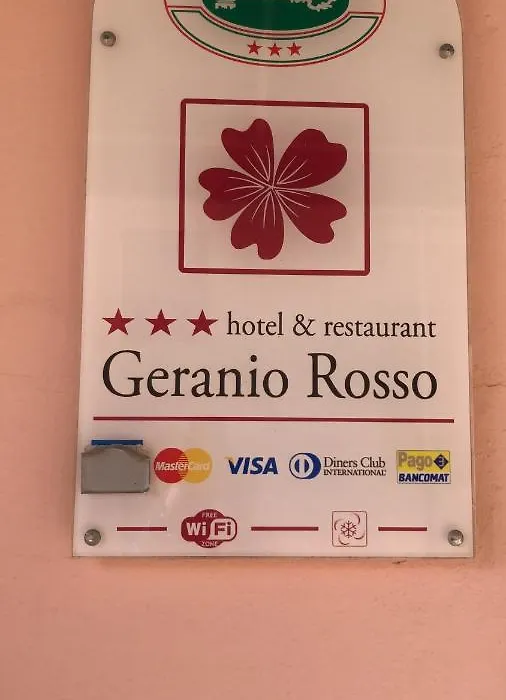 hotel & restaurant
Geranio Rosso
MasterCard VISA Diners Club INTERNATIONAL Pago BANCOMAT
FREE
Wi Fi
ZONE